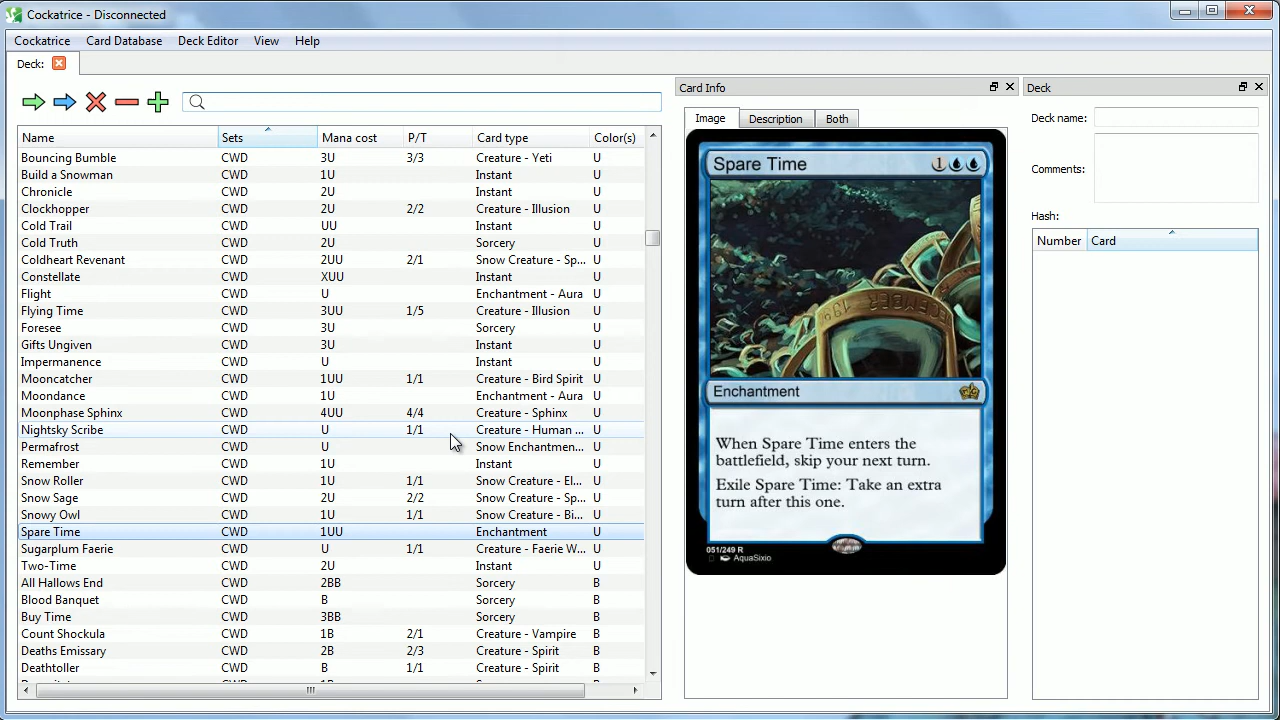 Cockatrice - Disconnected
Cockatrice Card Database Deck Editor View Help
Deck:
Name Sets Mana cost P/T Card type Color(s)
Bouncing Bumble CWD 3U 3/3 Creature - Yeti U
Build a Snowman CWD 1U Instant U
Chronicle CWD 2U Instant U
Clockhopper CWD 2U 2/2 Creature - Illusion U
Cold Trail CWD UU Instant U
Cold Truth CWD 2U Sorcery U
Coldheart Revenant CWD 2UU 2/1 Snow Creature - Sp... U
Constellate CWD XUU Instant U
Flight CWD U Enchantment - Aura U
Flying Time CWD 3UU 1/5 Creature - Illusion U
Foresee CWD 3U Sorcery U
Gifts Ungiven CWD 3U Instant U
Impermanence CWD 1U Instant U
Mooncatcher CWD 1UU 1/1 Creature - Bird Spirit U
Moondance CWD 1U Enchantment - Aura U
Moonphase Sphinx CWD 4UU 4/4 Creature - Sphinx U
Nightsky Scribe CWD U 1/1 Creature - Human ... U
Permafrost CWD U Snow Enchantmen... U
Remember CWD 1U Instant U
Snow Roller CWD 1U 1/1 Snow Creature - El... U
Snow Sage CWD 2U 2/2 Snow Creature - Sp... U
Snowy Owl CWD 1U 1/1 Snow Creature - Bi... U
Spare Time CWD 1UU Enchantment U
Sugarplum Faerie CWD U 1/1 Creature - Faerie W... U
Two-Time CWD 2U Instant U
All Hallows End CWD 2BB Sorcery B
Blood Banquet CWD B Sorcery B
Buy Time CWD 3BB Sorcery B
Count Shockula CWD 1B 2/1 Creature - Vampire B
Deaths Emissary CWD 2B 2/3 Creature - Spirit B
Deathtoller CWD B 1/1 Creature - Spirit B
Card Info
Image Description Both
Spare Time 1
DECEMBER
Enchantment
When Spare Time enters the
battlefield, skip your next turn.
Exile Spare Time: Take an extra
turn after this one.
051/249 R
AquaSixio
Deck
Deck name:
Comments:
Hash:
Number Card